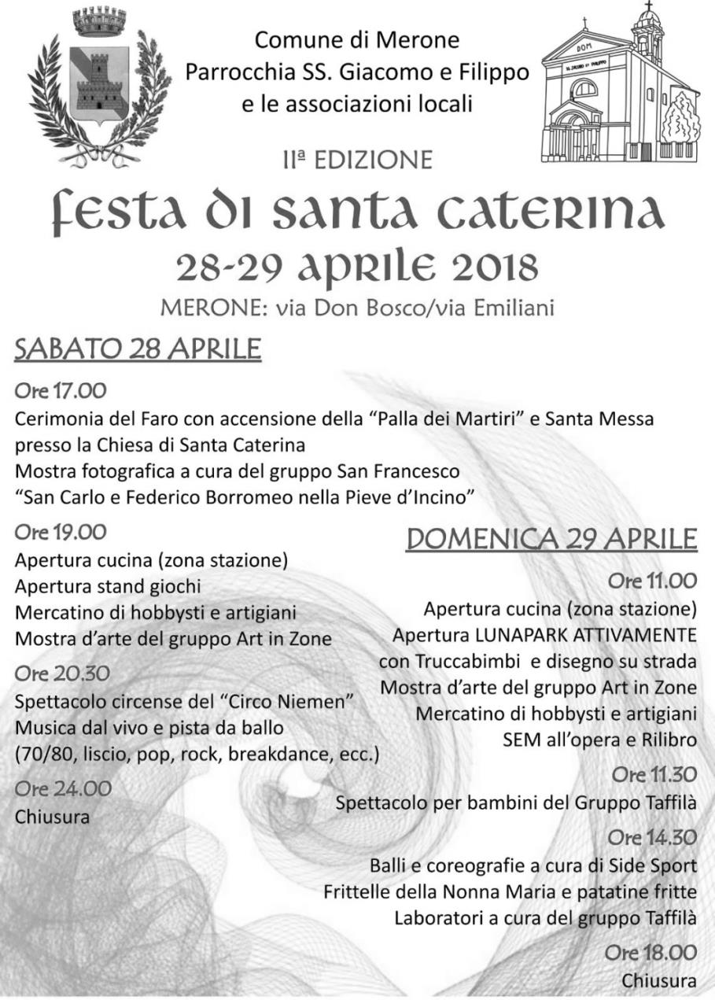 Comune di Merone
Parrocchia SS. Giacomo e Filippo
e le associazioni locali
DOM
IIª EDIZIONE
festa di santa caterina
28-29 aprile 2018
MERONE: via Don Bosco/via Emiliani
SABATO 28 APRILE
Ore 17.00
Cerimonia del Faro con accensione della “Palla dei Martiri” e Santa Messa
presso la Chiesa di Santa Caterina
Mostra fotografica a cura del gruppo San Francesco
“San Carlo e Federico Borromeo nella Pieve d’Incino”
Ore 19.00
Apertura cucina (zona stazione)
Apertura stand giochi
Mercatino di hobbysti e artigiani
Mostra d’arte del gruppo Art in Zone
Ore 20.30
Spettacolo circense del “Circo Niemen”
Musica dal vivo e pista da ballo
(70/80, liscio, pop, rock, breakdance, ecc.)
Ore 24.00
Chiusura
DOMENICA 29 APRILE
Ore 11.00
Apertura cucina (zona stazione)
Apertura LUNAPARK ATTIVAMENTE
con Truccabimbi e disegno su strada
Mostra d’arte del gruppo Art in Zone
Mercatino di hobbysti e artigiani
SEM all’opera e Rilibro
Ore 11.30
Spettacolo per bambini del Gruppo Taffilà
Ore 14.30
Balli e coreografie a cura di Side Sport
Frittelle della Nonna Maria e patatine fritte
Laboratori a cura del gruppo Taffilà
Ore 18.00
Chiusura